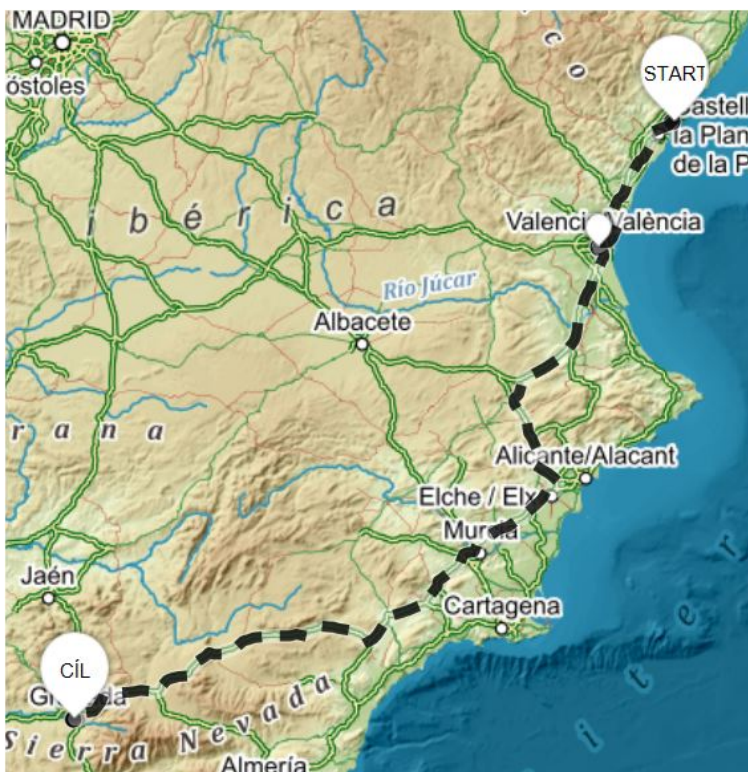 MADRID
óstoles
c o
START
Castell
la Plan
de la P
i b é r i c a
Valencia/València
Río Júcar
Albacete
r a n a
Alicante/Alacant
Elche / Elx
Murcia
Jaén
Cartagena
CÍL
Sierra Nevada
Almería
i t e r